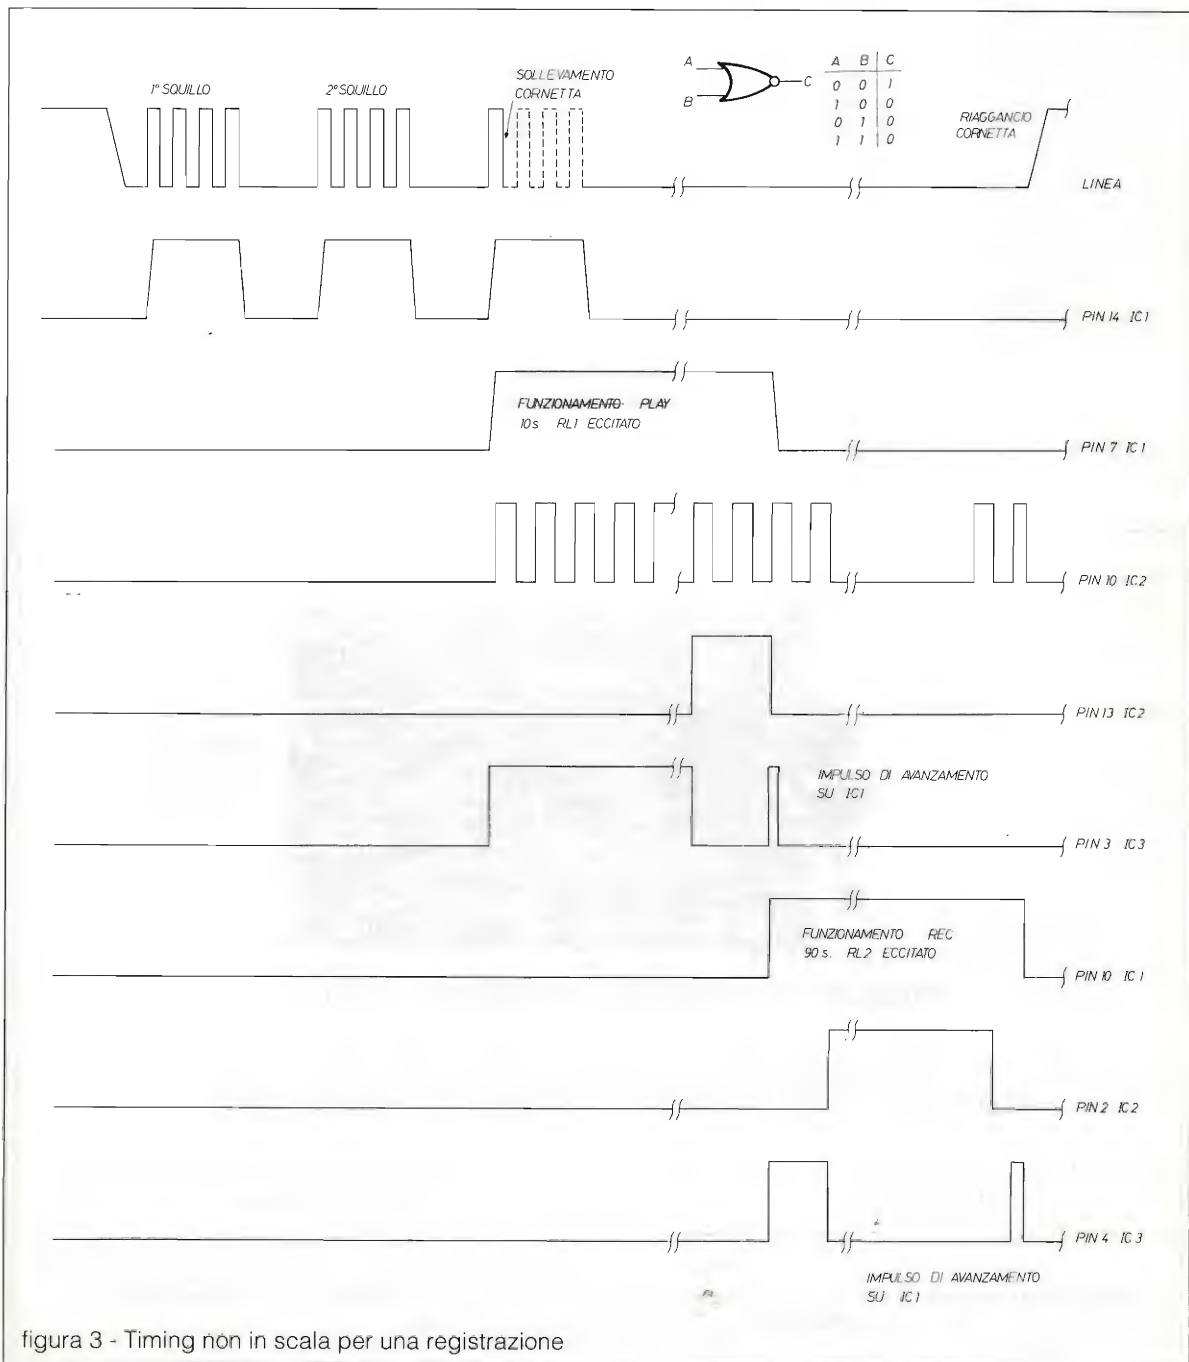 1° SQUILLO
2° SQUILLO
SOLLEVAMENTO
CORNETTA
A
B
C
A B C
0 0 1
1 0 0
0 1 0
1 1 0
RIAGGANCIO
CORNETTA
LINEA
PIN 14 IC1
FUNZIONAMENTO PLAY
10s RL1 ECCITATO
PIN 7 IC1
PIN 10 IC2
PIN 13 IC2
IMPULSO DI AVANZAMENTO
SU IC1
PIN 3 IC3
FUNZIONAMENTO REC
90s. RL2 ECCITATO
PIN 10 IC1
PIN 2 IC2
PIN 4 IC3
IMPULSO DI AVANZAMENTO
SU IC1
figura 3 - Timing non in scala per una registrazione